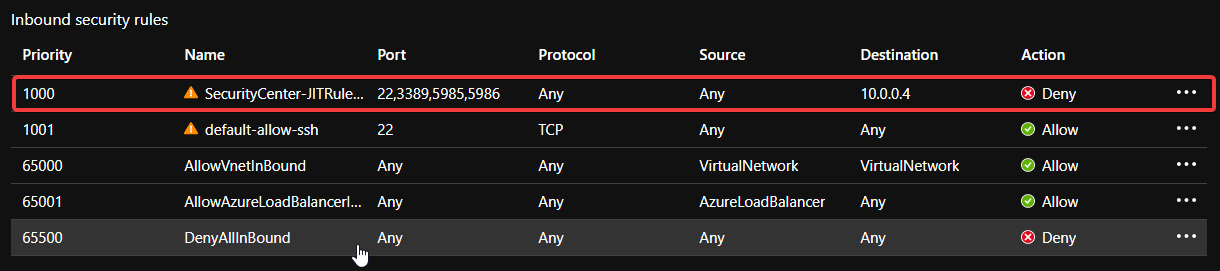 Inbound security rules
Priority Name Port Protocol Source Destination Action
1000 SecurityCenter-JITRule... 22,3389,5985,5986 Any Any 10.0.0.4 Deny
1001 default-allow-ssh 22 TCP Any Any Allow
65000 AllowVnetInBound Any Any VirtualNetwork VirtualNetwork Allow
65001 AllowAzureLoadBalancerI... Any Any AzureLoadBalancer Any Allow
65500 DenyAllInBound Any Any Any Any Deny